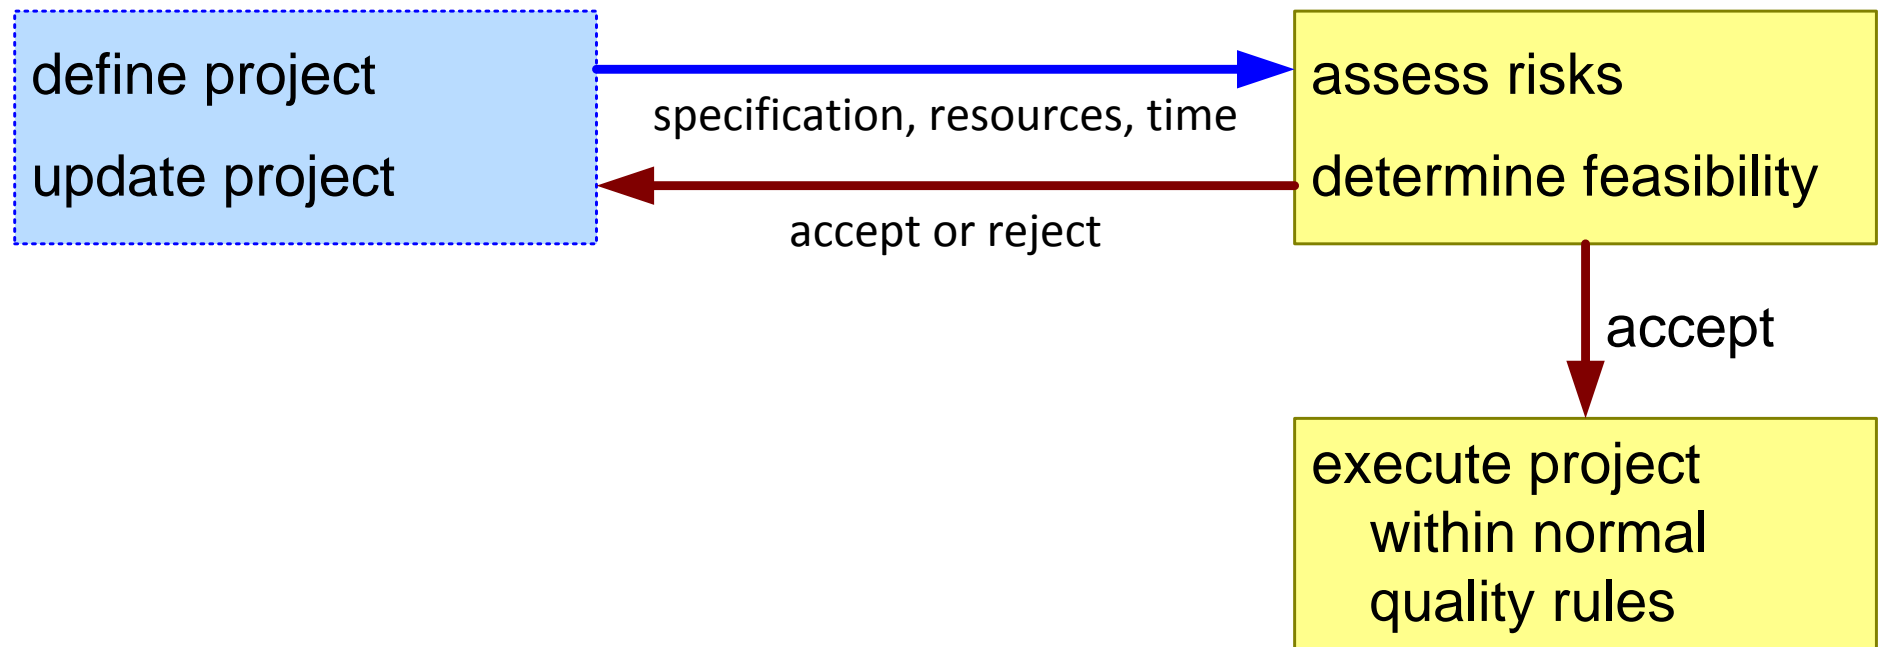 define project
update project
specification, resources, time
accept or reject
assess risks
determine feasibility
accept
execute project
within normal
quality rules